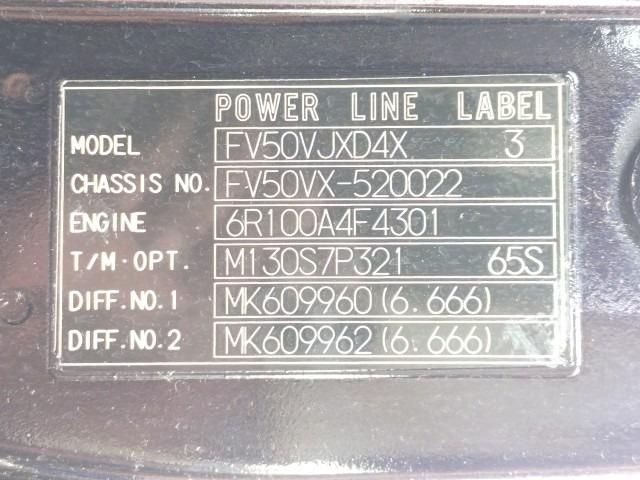 POWER LINE LABEL
MODEL FV50VJXD4X 3
CHASSIS NO. FV50VX-520022
ENGINE 6R100A4F4301
T/M·OPT. M130S7P321 65S
DIFF.NO.1 MK609960(6.666)
DIFF.NO.2 MK609962(6.666)